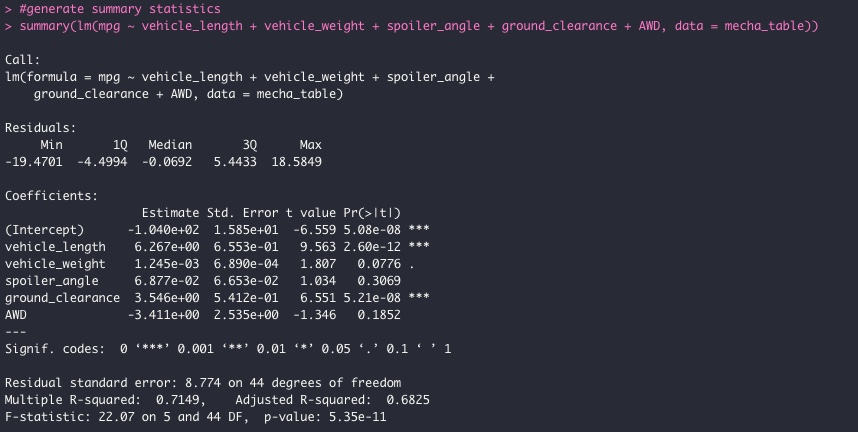 > #generate summary statistics
> summary(lm(mpg ~ vehicle_length + vehicle_weight + spoiler_angle + ground_clearance + AWD, data = mecha_table))
Call:
lm(formula = mpg ~ vehicle_length + vehicle_weight + spoiler_angle +
    ground_clearance + AWD, data = mecha_table)
Residuals:
     Min       1Q   Median       3Q      Max
-19.4701  -4.4994  -0.0692   5.4433  18.5849
Coefficients:
                   Estimate Std. Error t value Pr(>|t|)
(Intercept)      -1.040e+02  1.585e+01  -6.559 5.08e-08 ***
vehicle_length    6.267e+00  6.553e-01   9.563 2.60e-12 ***
vehicle_weight    1.245e-03  6.890e-04   1.807   0.0776 .
spoiler_angle     6.877e-02  6.653e-02   1.034   0.3069
ground_clearance  3.546e+00  5.412e-01   6.551 5.21e-08 ***
AWD              -3.411e+00  2.535e+00  -1.346   0.1852
---
Signif. codes:  0 ‘***’ 0.001 ‘**’ 0.01 ‘*’ 0.05 ‘.’ 0.1 ‘ ’ 1
Residual standard error: 8.774 on 44 degrees of freedom
Multiple R-squared:  0.7149,    Adjusted R-squared:  0.6825
F-statistic: 22.07 on 5 and 44 DF,  p-value: 5.35e-11